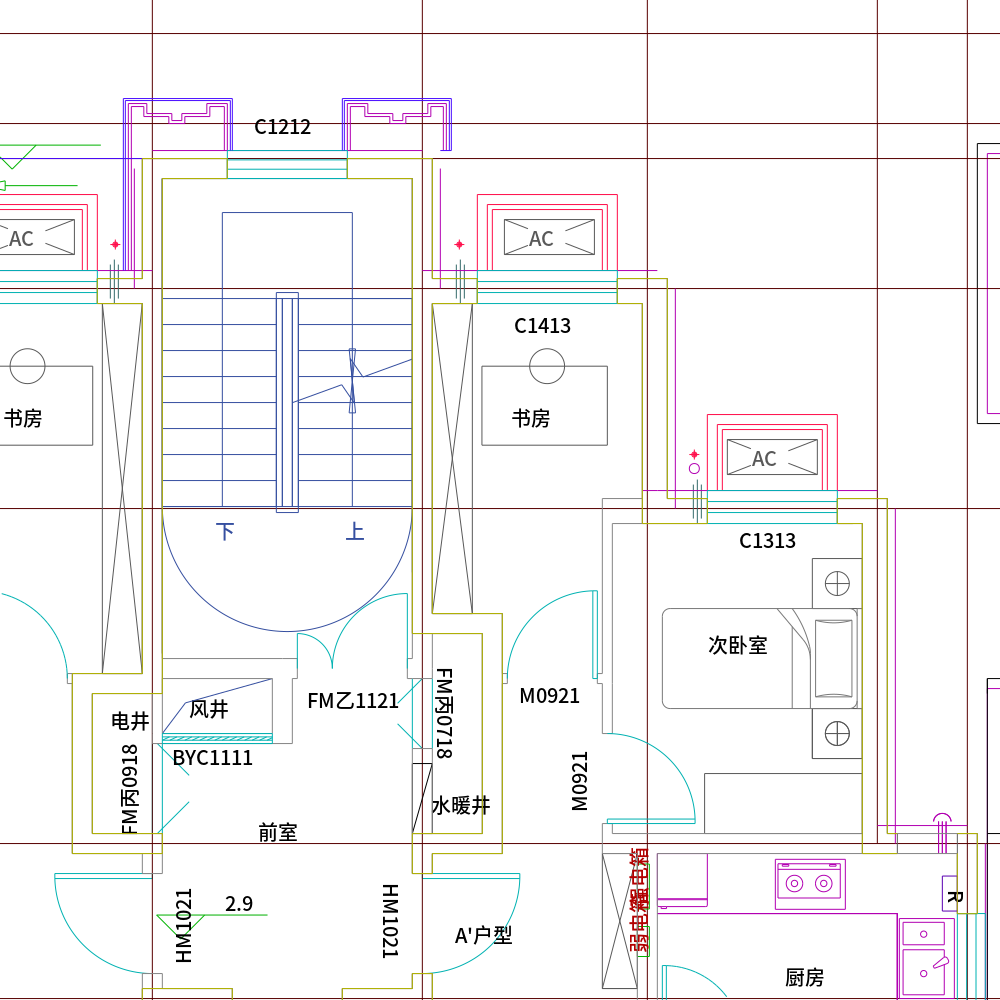 C1212
AC
AC
C1413
书房
书房
AC
下
上
C1313
次卧室
FM乙1121
FM丙0718
M0921
风井
电井
BYC1111
FM丙0918
M0921
水暖井
前室
HM1021
2.9
HM1021
A'户型
强电箱
弱电箱
R
厨房